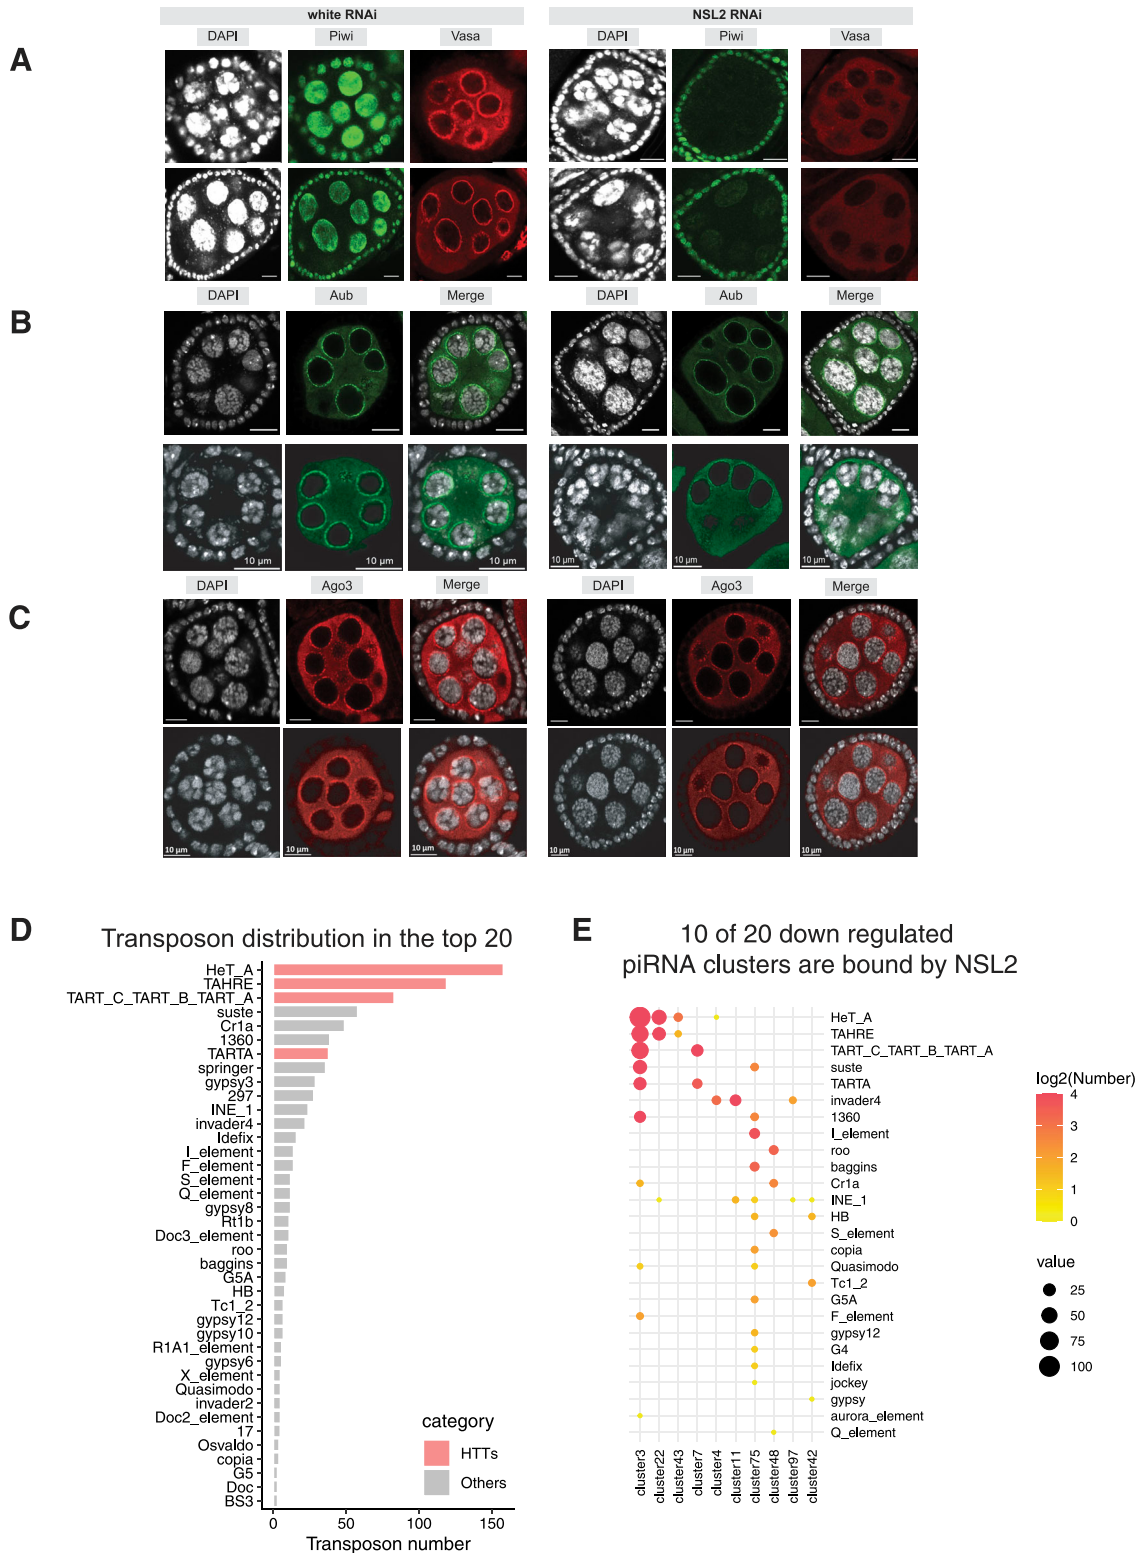 white RNAi
NSL2 RNAi
DAPI
Piwi
Vasa
DAPI
Piwi
Vasa
A
B
DAPI
Aub
Merge
DAPI
Aub
Merge
10 µm
10 µm
10 µm
10 µm
10 µm
C
DAPI
Ago3
Merge
DAPI
Ago3
Merge
10 µm
10 µm
10 µm
10 µm
10 µm
10 µm
D
Transposon distribution in the top 20
HeT_A
TAHRE
TART_C_TART_B_TART_A
suste
Cr1a
1360
TARTA
springer
gypsy3
297
INE_1
invader4
Idefix
I_element
F_element
S_element
Q_element
gypsy8
Rt1b
Doc3_element
roo
baggins
G5A
HB
Tc1_2
gypsy12
gypsy10
R1A1_element
gypsy6
X_element
Quasimodo
invader2
Doc2_element
17
Osvaldo
copia
G5
Doc
BS3
category
HTTs
Others
0
50
100
150
Transposon number
E
10 of 20 down regulated
piRNA clusters are bound by NSL2
HeT_A
TAHRE
TART_C_TART_B_TART_A
suste
TARTA
invader4
1360
I_element
roo
baggins
Cr1a
INE_1
HB
S_element
copia
Quasimodo
Tc1_2
G5A
F_element
gypsy12
G4
Idefix
jockey
gypsy
aurora_element
Q_element
cluster3
cluster22
cluster43
cluster7
cluster4
cluster11
cluster75
cluster48
cluster97
cluster42
log2(Number)
4
3
2
1
0
value
25
50
75
100